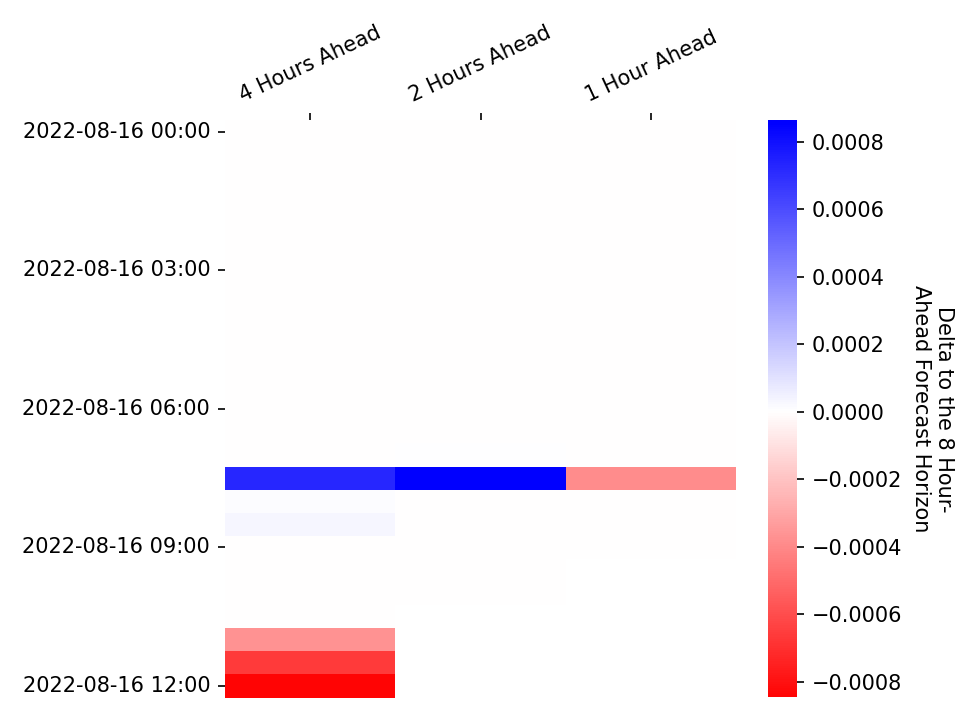 4 Hours Ahead
2 Hours Ahead
1 Hour Ahead
2022-08-16 00:00
2022-08-16 03:00
2022-08-16 06:00
2022-08-16 09:00
2022-08-16 12:00
0.0008
0.0006
0.0004
0.0002
0.0000
−0.0002
−0.0004
−0.0006
−0.0008
Delta to the 8 Hour-
Ahead Forecast Horizon